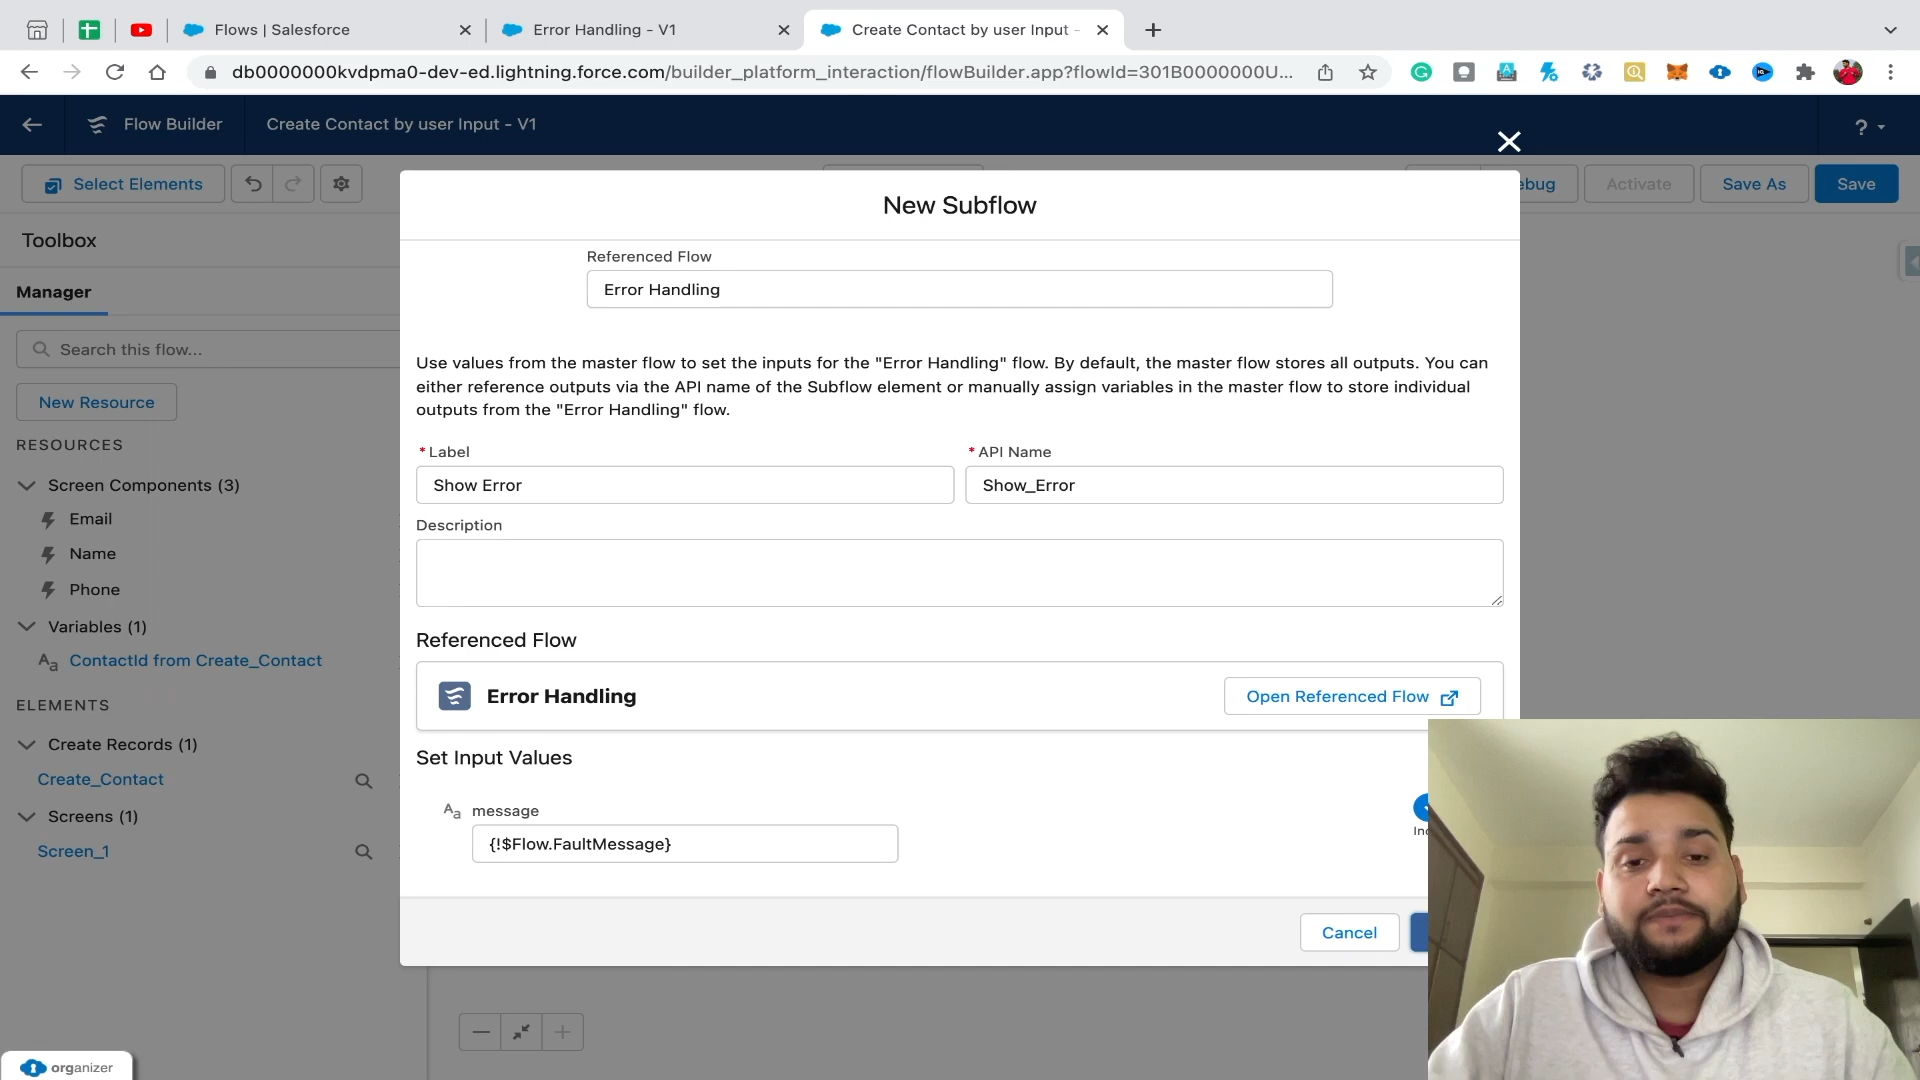 Flows | Salesforce
Error Handling - V1
Create Contact by user Input -
db0000000kvdpma0-dev-ed.lightning.force.com/builder_platform_interaction/flowBuilder.app?flowId=301B0000000U...
Flow Builder
Create Contact by user Input - V1
?
Select Elements
ebug
Activate
Save As
Save
Toolbox
Manager
Search this flow...
New Resource
RESOURCES
Screen Components (3)
Email
Name
Phone
Variables (1)
Aa ContactId from Create_Contact
ELEMENTS
Create Records (1)
Create_Contact
Screens (1)
Screen_1
organizer
New Subflow
Referenced Flow
Error Handling
Use values from the master flow to set the inputs for the "Error Handling" flow. By default, the master flow stores all outputs. You can
either reference outputs via the API name of the Subflow element or manually assign variables in the master flow to store individual
outputs from the "Error Handling" flow.
* Label
* API Name
Show Error
Show_Error
Description
Referenced Flow
Error Handling
Open Referenced Flow
Set Input Values
Aa message
{!$Flow.FaultMessage}
Cancel